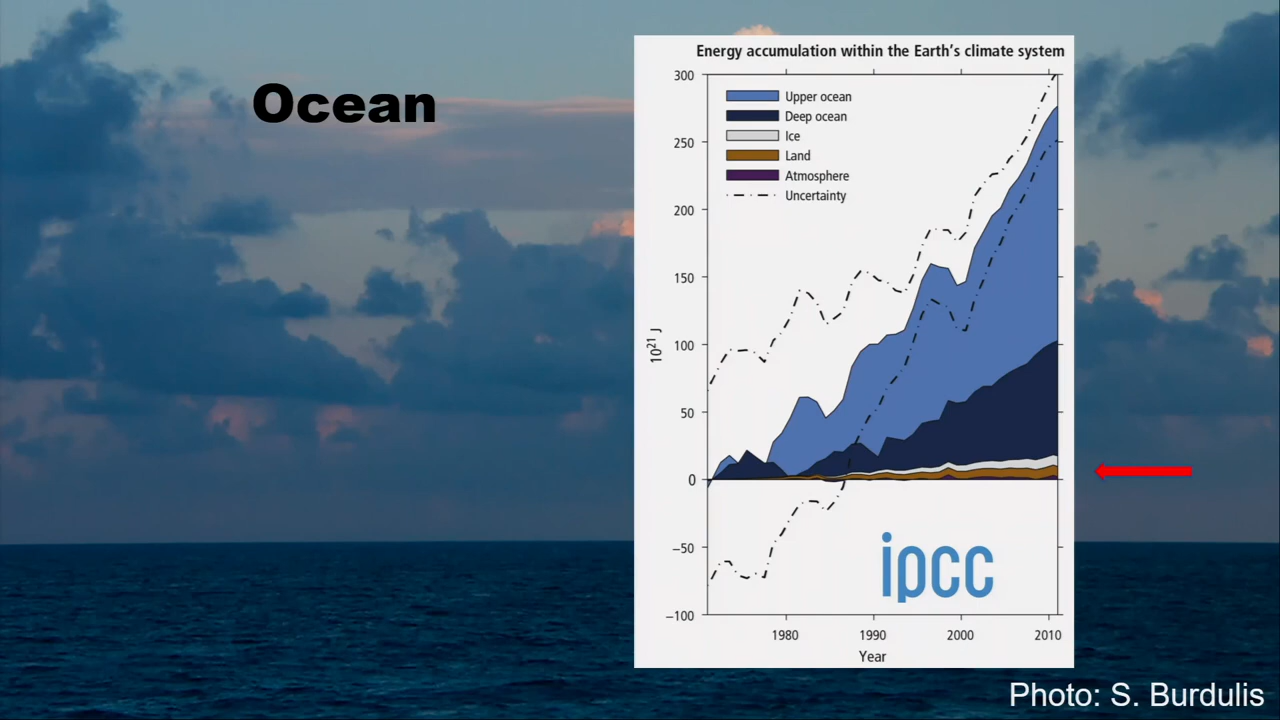 Ocean
Energy accumulation within the Earth's climate system
300
250
200
150
100
50
0
−50
−100
10²¹ J
Upper ocean
Deep ocean
Ice
Land
Atmosphere
Uncertainty
ipcc
1980
1990
2000
2010
Year
Photo: S. Burdulis